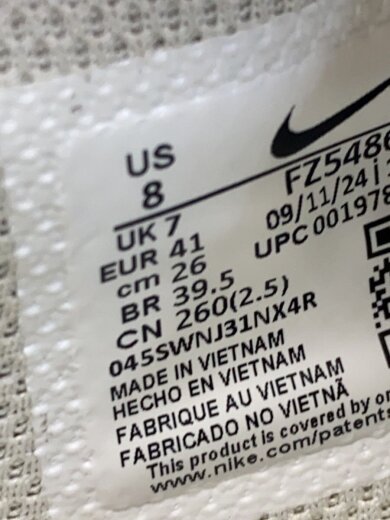 US
8
UK 7
EUR 41
cm 26
BR 39.5
CN 260(2.5)
FZ548
09/11/24
UPC 001978
045SWNJ31NX4R
MADE IN VIETNAM
HECHO EN VIETNAM
FABRIQUE AU VIETNAM
FABRICADO NO VIETNÃ
This product is covered by
www.nike.com/patents